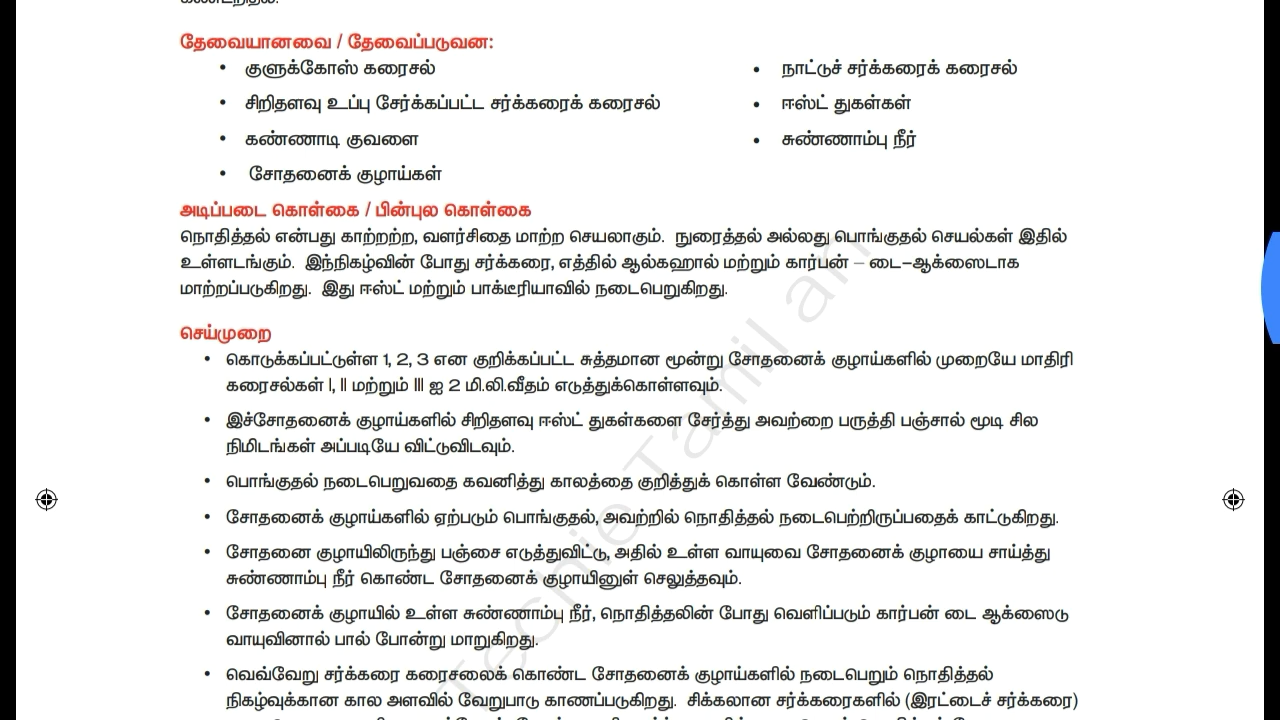 தேவையானவை / தேவைப்படுவன:
• குளுக்கோஸ் கரைசல்
• நாட்டுச் சர்க்கரைக் கரைசல்
• சிறிதளவு உப்பு சேர்க்கப்பட்ட சர்க்கரைக் கரைசல்
• ஈஸ்ட் துகள்கள்
• கண்ணாடி குவளை
• சுண்ணாம்பு நீர்
• சோதனைக் குழாய்கள்
அடிப்படை கொள்கை / பின்புல கொள்கை
நொதித்தல் என்பது காற்றற்ற, வளர்சிதை மாற்ற செயலாகும். நுரைத்தல் அல்லது பொங்குதல் செயல்கள் இதில்
உள்ளடங்கும். இந்நிகழ்வின் போது சர்க்கரை, எத்தில் ஆல்கஹால் மற்றும் கார்பன் – டை–ஆக்ஸைடாக
மாற்றப்படுகிறது. இது ஈஸ்ட் மற்றும் பாக்டீரியாவில் நடைபெறுகிறது.
செய்முறை
• கொடுக்கப்பட்டுள்ள 1, 2, 3 என குறிக்கப்பட்ட சுத்தமான மூன்று சோதனைக் குழாய்களில் முறையே மாதிரி
கரைசல்கள் I, II மற்றும் III ஐ 2 மி.லி.வீதம் எடுத்துக்கொள்ளவும்.
• இச்சோதனைக் குழாய்களில் சிறிதளவு ஈஸ்ட் துகள்களை சேர்த்து அவற்றை பருத்தி பஞ்சால் மூடி சில
நிமிடங்கள் அப்படியே விட்டுவிடவும்.
• பொங்குதல் நடைபெறுவதை கவனித்து காலத்தை குறித்துக் கொள்ள வேண்டும்.
• சோதனைக் குழாய்களில் ஏற்படும் பொங்குதல், அவற்றில் நொதித்தல் நடைபெற்றிருப்பதைக் காட்டுகிறது.
• சோதனை குழாயிலிருந்து பஞ்சை எடுத்துவிட்டு, அதில் உள்ள வாயுவை சோதனைக் குழாயை சாய்த்து
சுண்ணாம்பு நீர் கொண்ட சோதனைக் குழாயினுள் செலுத்தவும்.
• சோதனைக் குழாயில் உள்ள சுண்ணாம்பு நீர், நொதித்தலின் போது வெளிப்படும் கார்பன் டை ஆக்ஸைடு
வாயுவினால் பால் போன்று மாறுகிறது.
• வெவ்வேறு சர்க்கரை கரைசலைக் கொண்ட சோதனைக் குழாய்களில் நடைபெறும் நொதித்தல்
நிகழ்வுக்கான கால அளவில் வேறுபாடு காணப்படுகிறது. சிக்கலான சர்க்கரைகளில் (இரட்டைச் சர்க்கரை)
Techie Tamil an